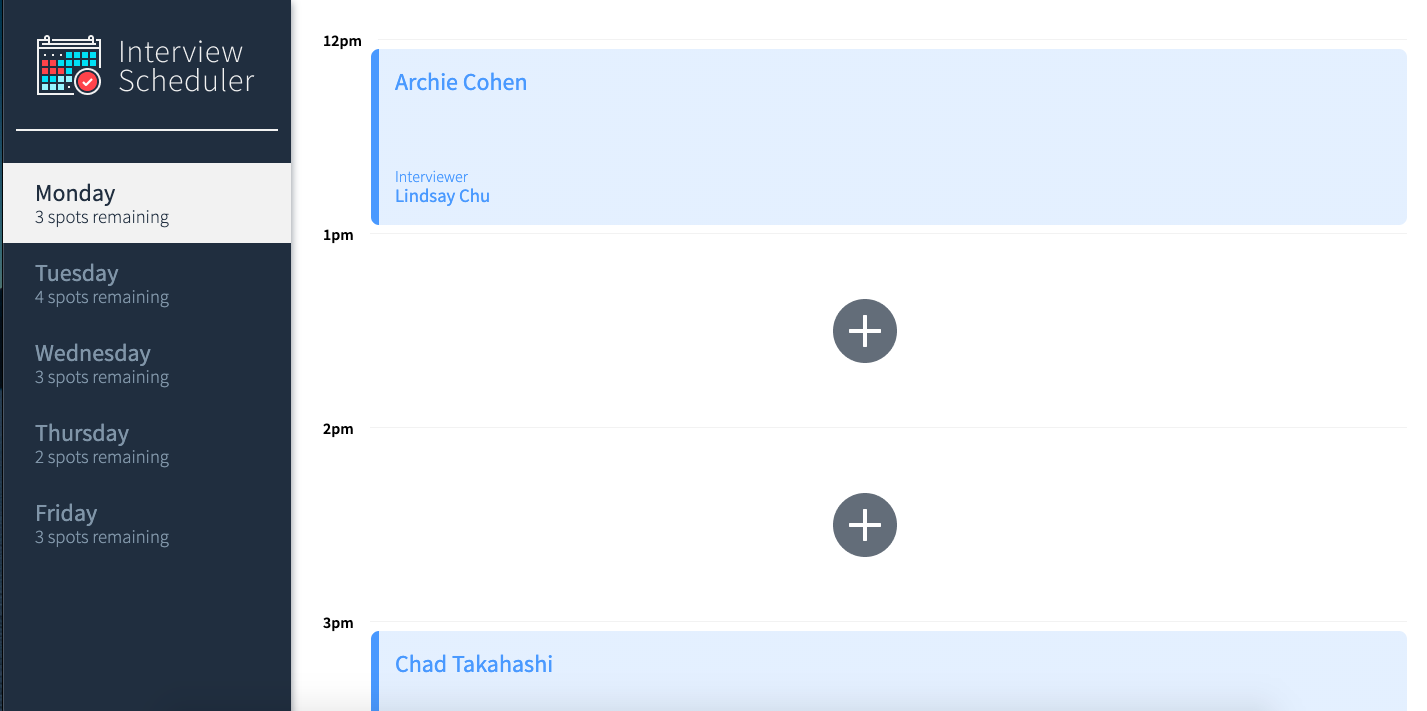 Interview
Scheduler
Monday
3 spots remaining
Tuesday
4 spots remaining
Wednesday
3 spots remaining
Thursday
2 spots remaining
Friday
3 spots remaining
12pm
Archie Cohen
Interviewer
Lindsay Chu
1pm
2pm
3pm
Chad Takahashi